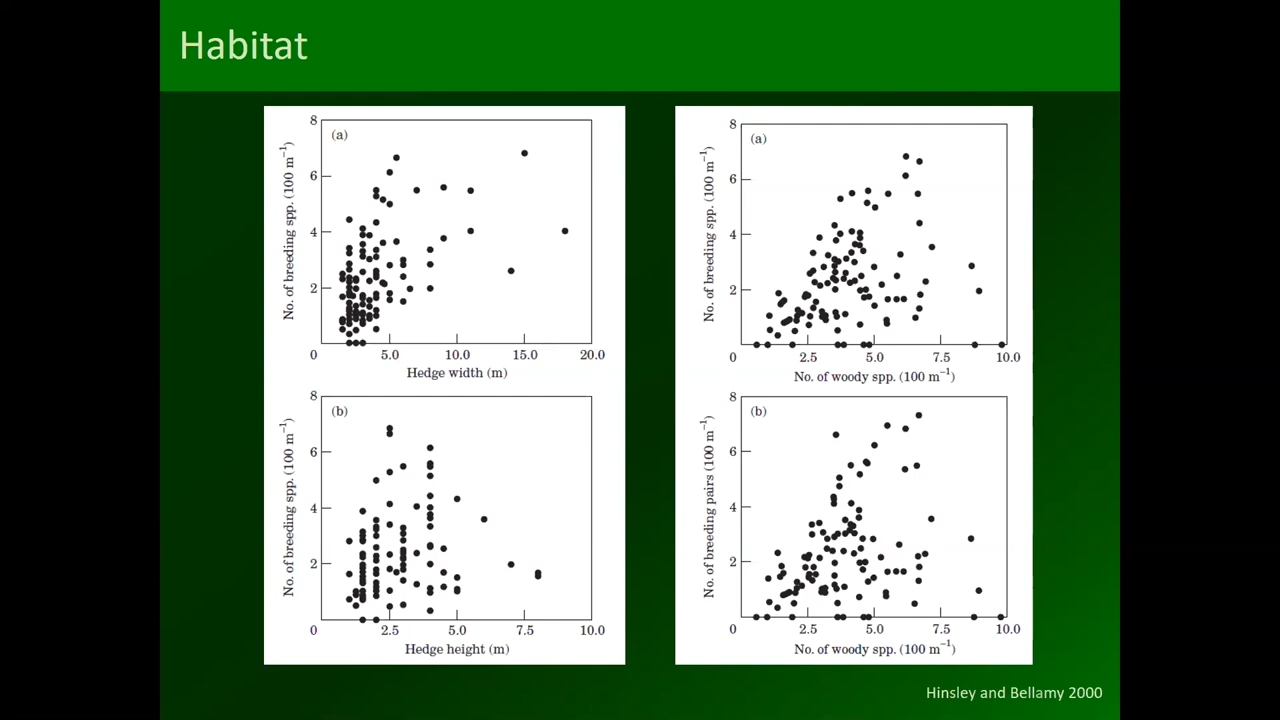 Habitat
(a)
No. of breeding spp. (100 m⁻¹)
8
6
4
2
0
5.0 10.0 15.0 20.0
Hedge width (m)
(b)
No. of breeding spp. (100 m⁻¹)
8
6
4
2
0
2.5 5.0 7.5 10.0
Hedge height (m)
(a)
No. of breeding spp. (100 m⁻¹)
8
6
4
2
0
2.5 5.0 7.5 10.0
No. of woody spp. (100 m⁻¹)
(b)
No. of breeding pairs (100 m⁻¹)
8
6
4
2
0
2.5 5.0 7.5 10.0
No. of woody spp. (100 m⁻¹)
Hinsley and Bellamy 2000